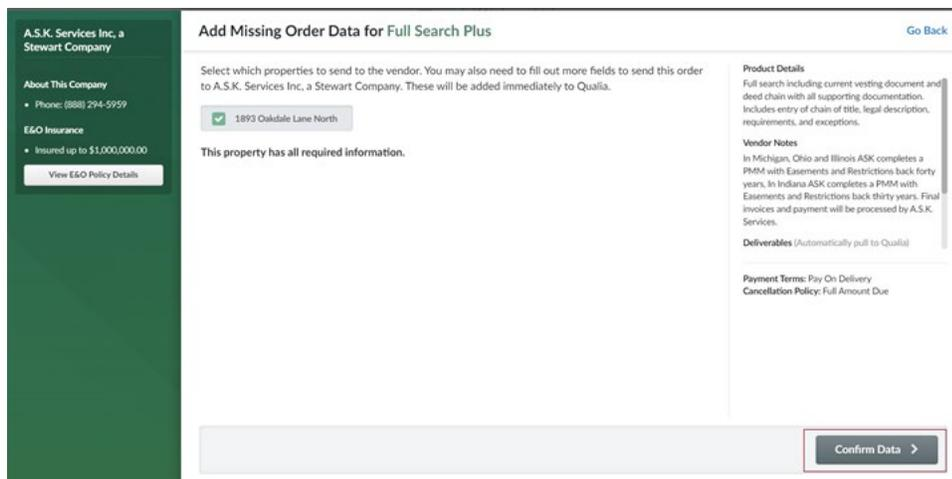 A.S.K. Services Inc, a
Stewart Company
About This Company
• Phone: (888) 294-5959
E&O Insurance
• Insured up to $1,000,000.00
View E&O Policy Details
Add Missing Order Data for Full Search Plus
Go Back
Select which properties to send to the vendor. You may also need to fill out more fields to send this order
to A.S.K. Services Inc, a Stewart Company. These will be added immediately to Qualia.
1893 Oakdale Lane North
This property has all required information.
Product Details
Full search including current vesting document and
deed chain with all supporting documentation.
Includes entry of chain of title, legal description,
requirements, and exceptions.
Vendor Notes
In Michigan, Ohio and Illinois ASK completes a
PMM with Easements and Restrictions back forty
years, In Indiana ASK completes a PMM with
Easements and Restrictions back thirty years. Final
invoices and payment will be processed by A.S.K.
Services.
Deliverables (Automatically pull to Qualia)
Payment Terms: Pay On Delivery
Cancellation Policy: Full Amount Due
Confirm Data